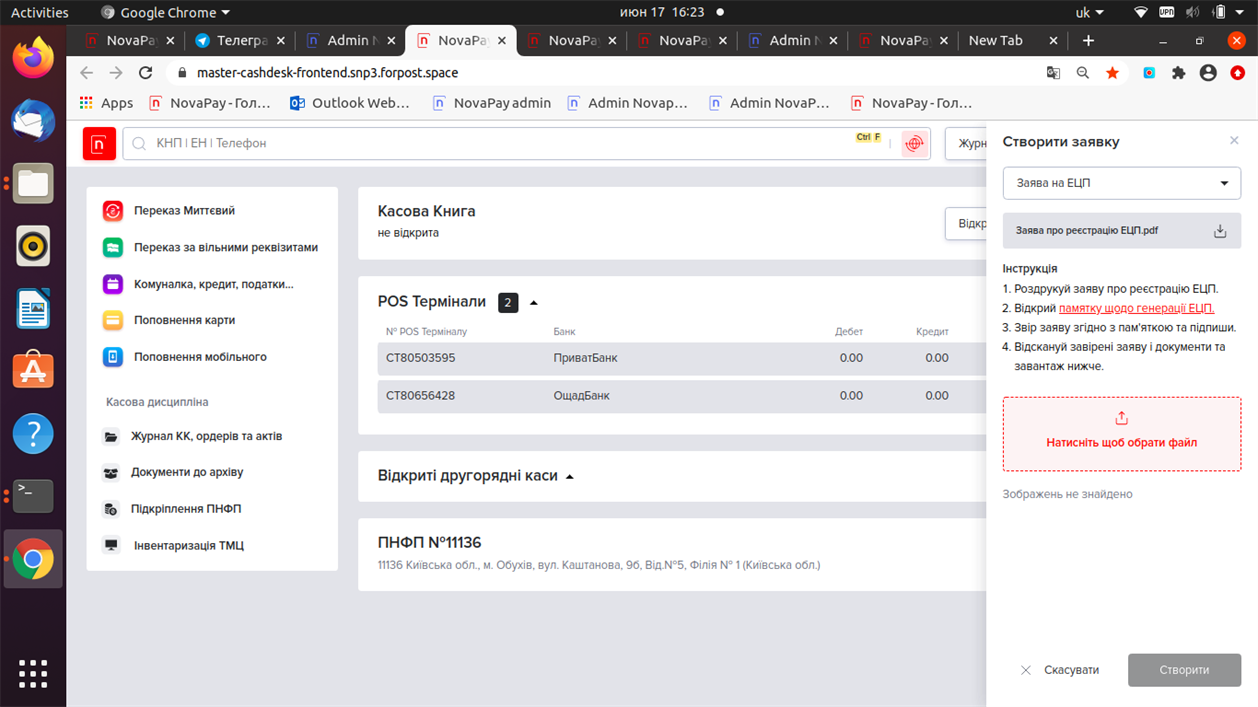 Activities
Google Chrome
июн 17 16:23
uk
UPN
NovaPay
Телегра
Admin N
NovaPay
NovaPay
NovaPay
Admin N
NovaPay
New Tab
master-cashdesk-frontend.snp3.forpost.space
Apps
NovaPay - Гол...
Outlook Web...
NovaPay admin
Admin Novap...
Admin NovaP...
NovaPay - Гол...
n
КНП | ЕН | Телефон
Ctrl F
Журн
Переказ Миттєвий
Переказ за вільними реквізитами
Комуналка, кредит, податки...
Поповнення карти
Поповнення мобільного
Касова дисципліна
Журнал КК, ордерів та актів
Документи до архіву
Підкріплення ПНФП
Інвентаризація ТМЦ
Касова Книга
не відкрита
Відкр
POS Термінали 2
№ POS Терміналу Банк Дебет Кредит
CT80503595 ПриватБанк 0.00 0.00
CT80656428 ОщадБанк 0.00 0.00
Відкриті другорядні каси
ПНФП №11136
11136 Київська обл., м. Обухів, вул. Каштанова, 9б, Від.№5, Філія № 1 (Київська обл.)
Створити заявку
Заява на ЕЦП
Заява про реєстрацію ЕЦП.pdf
Інструкція
1. Роздрукуй заяву про реєстрацію ЕЦП.
2. Відкрий памятку щодо генерації ЕЦП.
3. Звір заяву згідно з пам'яткою та підпиши.
4. Відскануй завірені заяву і документи та
завантаж нижче.
Натисніть щоб обрати файл
Зображень не знайдено
Скасувати
Створити